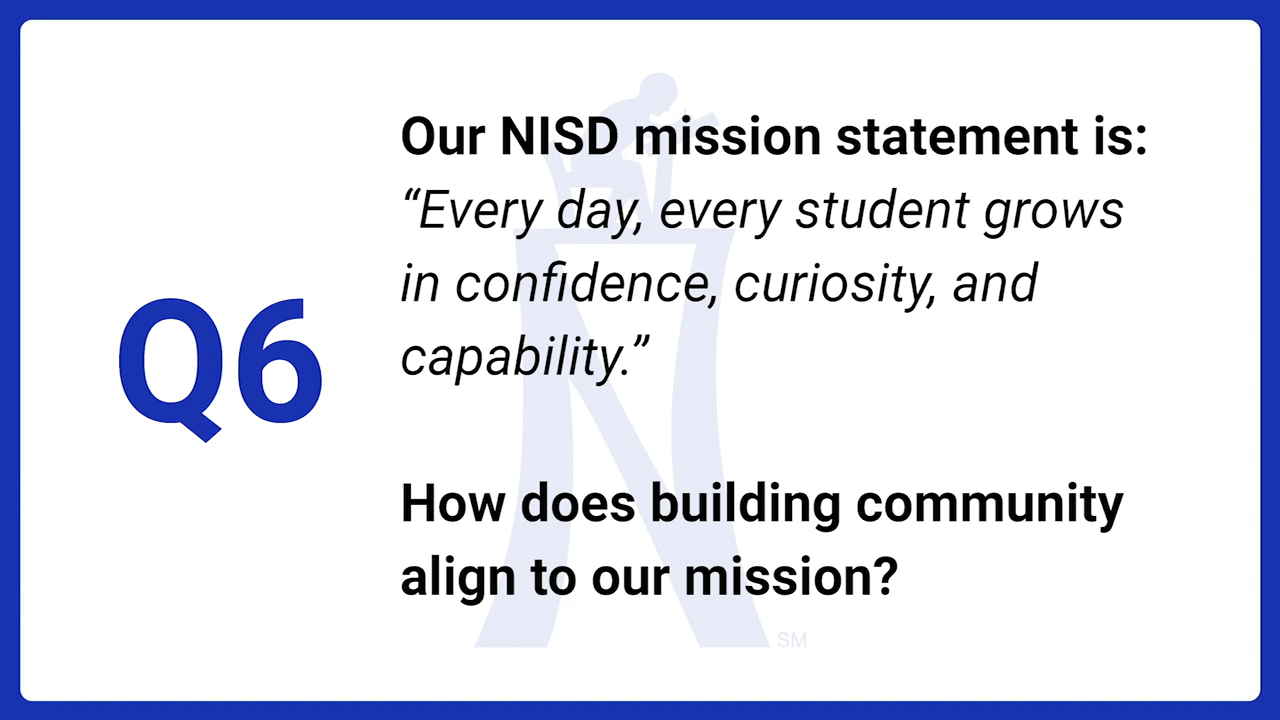 Q6
Our NISD mission statement is:
“Every day, every student grows
in confidence, curiosity, and
capability.”
How does building community
align to our mission?
SM